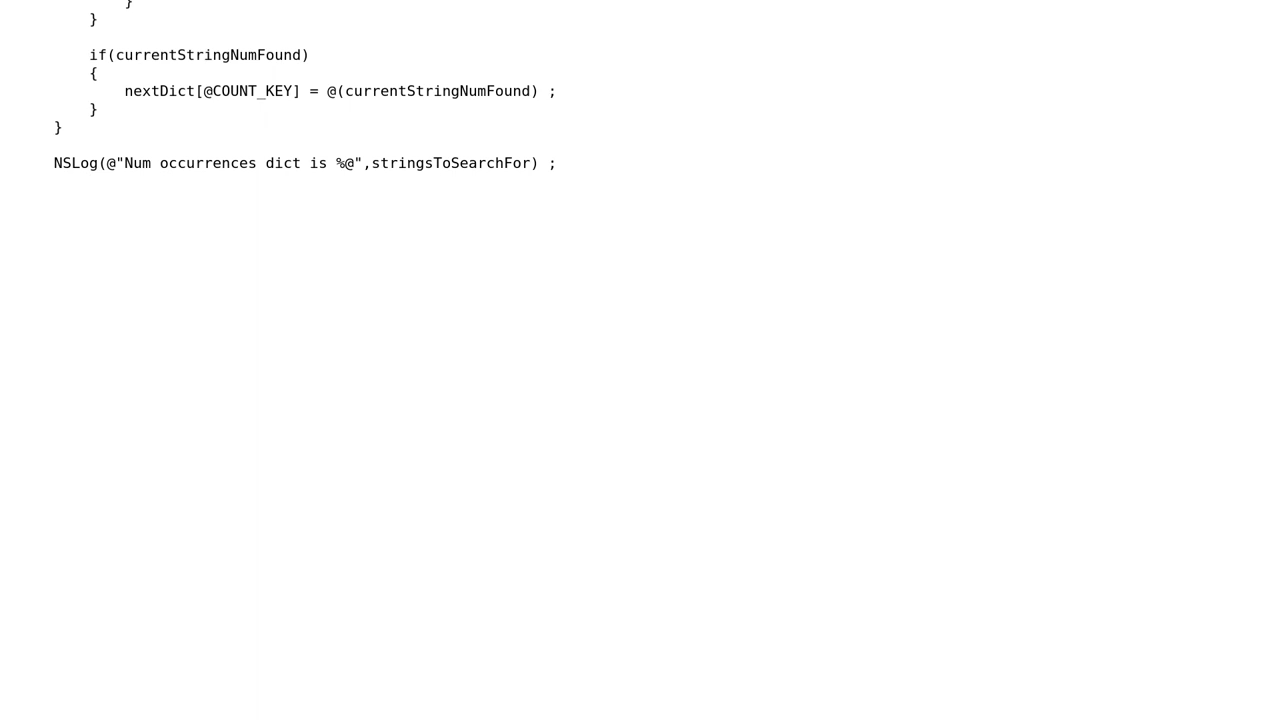 }
}
if(currentStringNumFound)
{
nextDict[@COUNT_KEY] = @(currentStringNumFound) ;
}
}
NSLog(@"Num occurrences dict is %@",stringsToSearchFor) ;